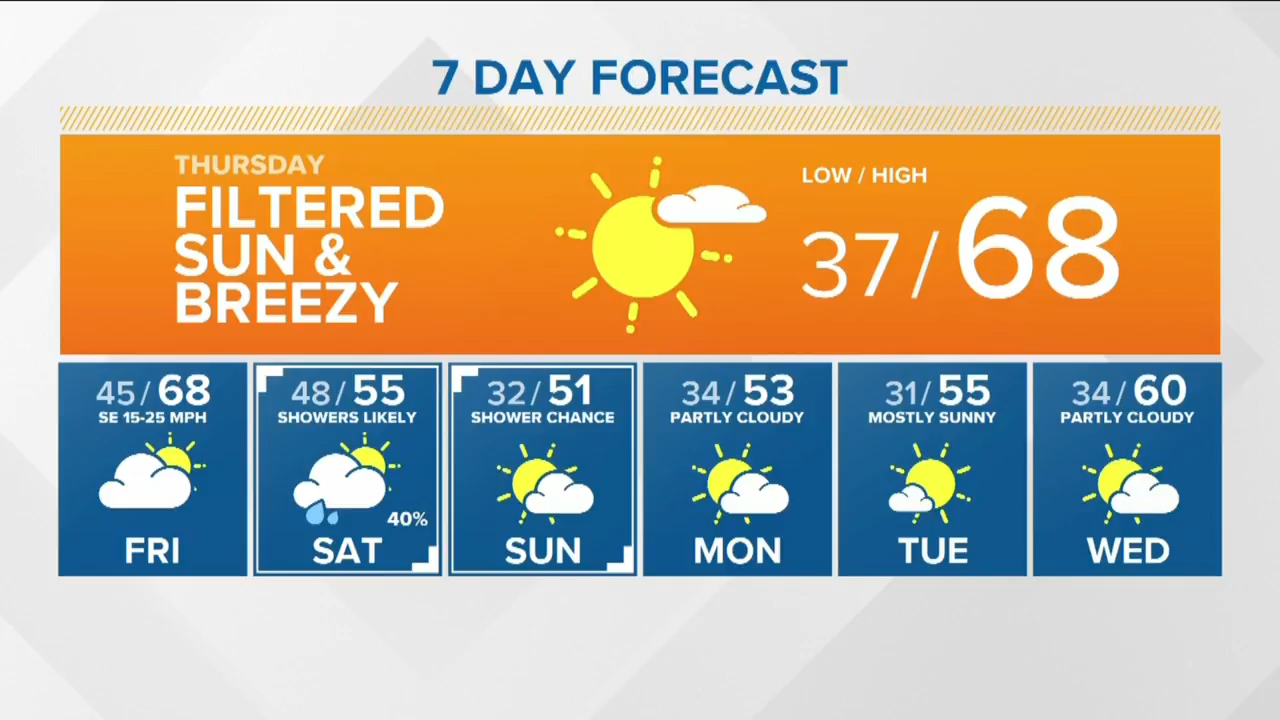 7 DAY FORECAST
THURSDAY
FILTERED
SUN &
BREEZY
LOW / HIGH
37/68
45/68
SE 15-25 MPH
FRI
48/55
SHOWERS LIKELY
40%
SAT
32/51
SHOWER CHANCE
SUN
34/53
PARTLY CLOUDY
MON
31/55
MOSTLY SUNNY
TUE
34/60
PARTLY CLOUDY
WED